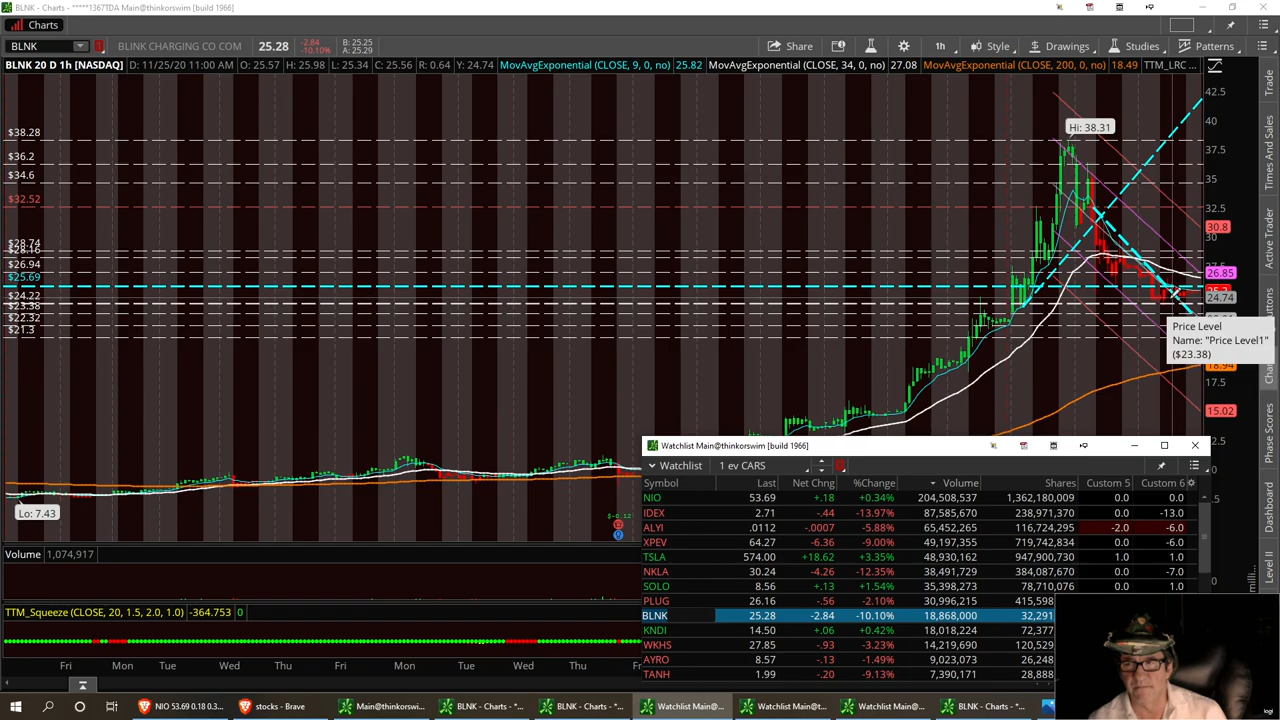 BLNK - Charts - *****1367TDA Main@thinkorswim [build 1966]
Charts
BLNK
BLINK CHARGING CO COM
25.28
-2.84
-10.10%
B: 25.25
A: 25.29
Share
1h
Style
Drawings
Studies
Patterns
BLNK 20 D 1h [NASDAQ]
D: 11/25/20 11:00 AM
O: 25.57
H: 25.98
L: 25.34
C: 25.56
R: 0.64
Y: 24.74
MovAvgExponential (CLOSE, 9, 0, no)
25.82
MovAvgExponential (CLOSE, 34, 0, no)
27.08
MovAvgExponential (CLOSE, 200, 0, no)
18.49
TTM_LRC ...
$38.28
$36.2
$34.6
$32.52
$28.74
$26.94
$25.69
$24.22
$23.38
$22.32
$21.3
Hi: 38.31
Lo: 7.43
42.5
40
37.5
35
32.5
30.8
30
26.85
24.74
18.94
17.5
15.02
Price Level
Name: "Price Level1"
($23.38)
Trade
Times And Sales
Active Trader
Phase Scores
Dashboard
Level II
Volume
1,074,917
TTM_Squeeze (CLOSE, 20, 1.5, 2.0, 1.0)
-364.753
0
Fri
Mon
Tue
Wed
Thu
Fri
Mon
Tue
Wed
Thu
Watchlist Main@thinkorswim [build 1966]
Watchlist
1 ev CARS
Symbol Last Net Chng %Change Volume Shares Custom 5 Custom 6
NIO 53.69 +.18 +0.34% 204,508,537 1,362,180,009 0.0 0.0
IDEX 2.71 -.44 -13.97% 87,585,670 238,971,370 0.0 -13.0
ALYI .0112 -.0007 -5.88% 65,452,265 116,724,295 -2.0 -6.0
XPEV 64.27 -6.36 -9.00% 49,197,355 719,742,834 0.0 -6.0
TSLA 574.00 +18.62 +3.35% 48,930,162 947,900,730 1.0 1.0
NKLA 30.24 -4.26 -12.35% 38,491,729 384,087,670 0.0 -7.0
SOLO 8.56 +.13 +1.54% 35,283,385 78,710,076 0.0 1.0
PLUG 26.16 -.56 -2.10% 30,996,215 415,598
BLNK 25.28 -2.84 -10.10% 18,868,000 32,291
KNDI 14.50 +.06 +0.42% 18,018,224 72,377
WKHS 27.85 -.93 -3.23% 14,219,690 120,529
AYRO 8.57 -.13 -1.49% 9,023,073 26,248
TANH 1.99 -.20 -9.13% 7,390,171 28,888
NIO 53.69 0.18 0.3...
stocks - Brave
Main@thinkorswi...
BLNK - Charts - *...
BLNK - Charts - *...
Watchlist Main@...
Watchlist Main@t...
Watchlist Main@...
BLNK - Charts - *...
logi